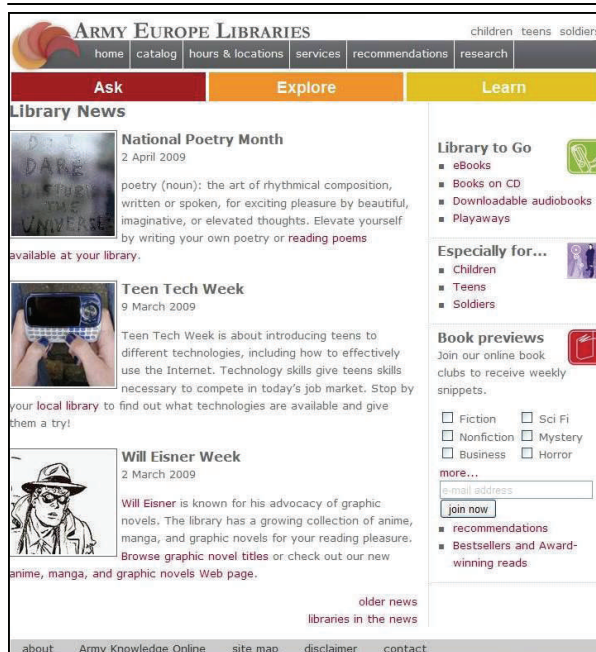 ARMY EUROPE LIBRARIES
children teens soldiers
home catalog hours & locations services recommendations research
Ask Explore Learn
Library News
DO I
DARE
DISTURB
THE
UNIVERSE
National Poetry Month
2 April 2009
poetry (noun): the art of rhythmical composition,
written or spoken, for exciting pleasure by beautiful,
imaginative, or elevated thoughts. Elevate yourself
by writing your own poetry or reading poems
available at your library.
Teen Tech Week
9 March 2009
Teen Tech Week is about introducing teens to
different technologies, including how to effectively
use the Internet. Technology skills give teens skills
necessary to compete in today's job market. Stop by
your local library to find out what technologies are available and give
them a try!
Will Eisner Week
2 March 2009
Will Eisner is known for his advocacy of graphic
novels. The library has a growing collection of anime,
manga, and graphic novels for your reading pleasure.
Browse graphic novel titles or check out our new
anime, manga, and graphic novels Web page.
older news
libraries in the news
Library to Go
eBooks
Books on CD
Downloadable audiobooks
Playaways
Especially for...
Children
Teens
Soldiers
Book previews
Join our online book
clubs to receive weekly
snippets.
Fiction Sci Fi
Nonfiction Mystery
Business Horror
more...
e-mail address
join now
recommendations
Bestsellers and Award-
winning reads
about Army Knowledge Online site map disclaimer contact